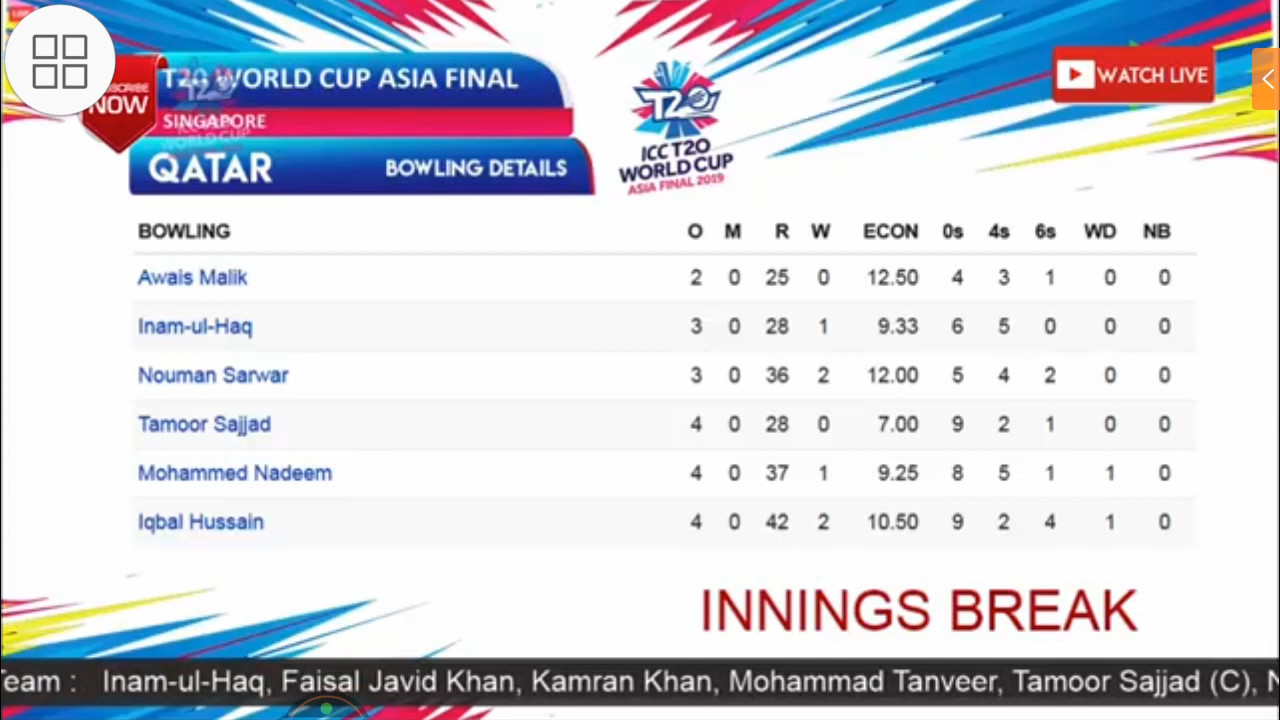 T20 WORLD CUP ASIA FINAL
SUBSCRIBE
NOW
SINGAPORE
QATAR BOWLING DETAILS
T20
ICC T20
WORLD CUP
ASIA FINAL 2019
WATCH LIVE
BOWLING O M R W ECON 0s 4s 6s WD NB
Awais Malik 2 0 25 0 12.50 4 3 1 0 0
Inam-ul-Haq 3 0 28 1 9.33 6 5 0 0 0
Nouman Sarwar 3 0 36 2 12.00 5 4 2 0 0
Tamoor Sajjad 4 0 28 0 7.00 9 2 1 0 0
Mohammed Nadeem 4 0 37 1 9.25 8 5 1 1 0
Iqbal Hussain 4 0 42 2 10.50 9 2 4 1 0
INNINGS BREAK
eam : Inam-ul-Haq, Faisal Javid Khan, Kamran Khan, Mohammad Tanveer, Tamoor Sajjad (C), N